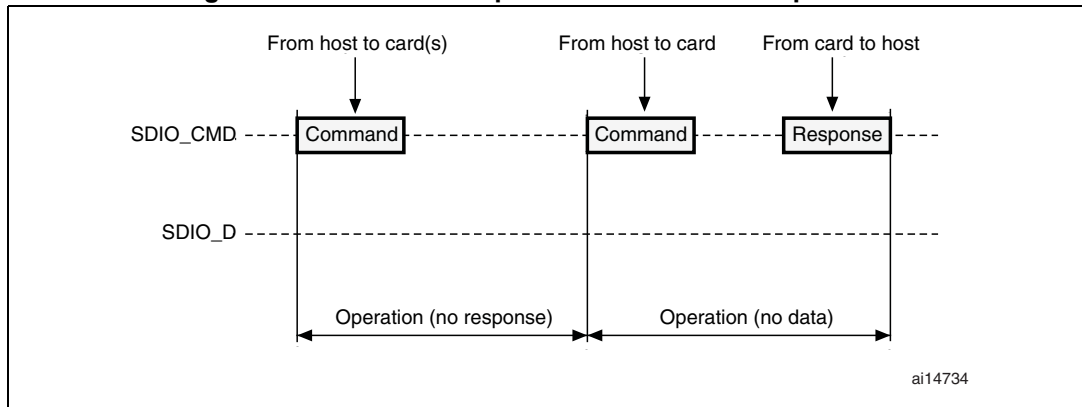 From host to card(s) From host to card From card to host
SDIO_CMD Command Command Response
SDIO_D
Operation (no response) Operation (no data)
ai14734